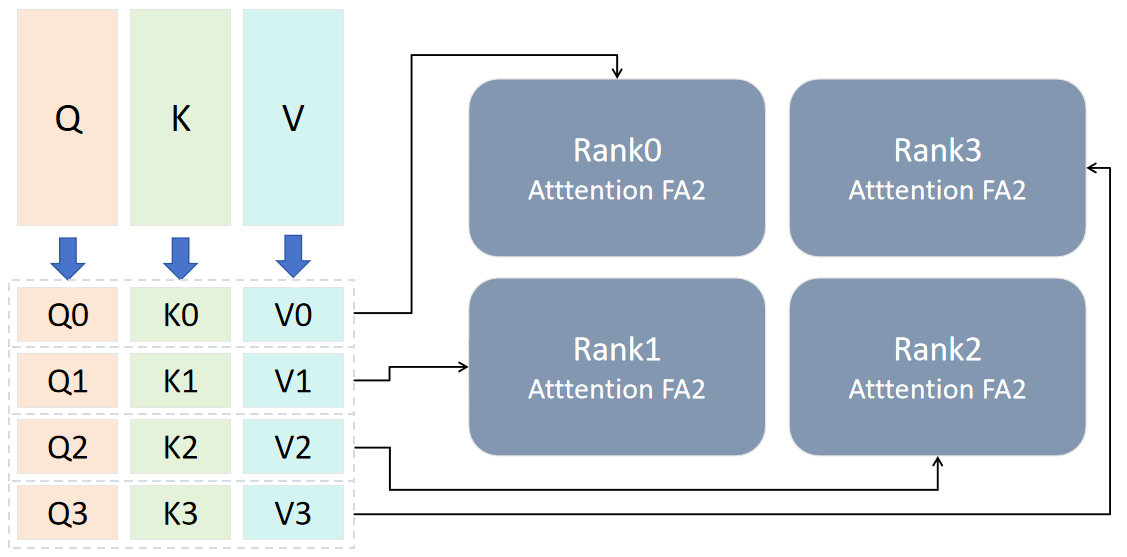 Q K V
Q0 K0 V0
Q1 K1 V1
Q2 K2 V2
Q3 K3 V3
Rank0
Atttention FA2
Rank3
Atttention FA2
Rank1
Atttention FA2
Rank2
Atttention FA2